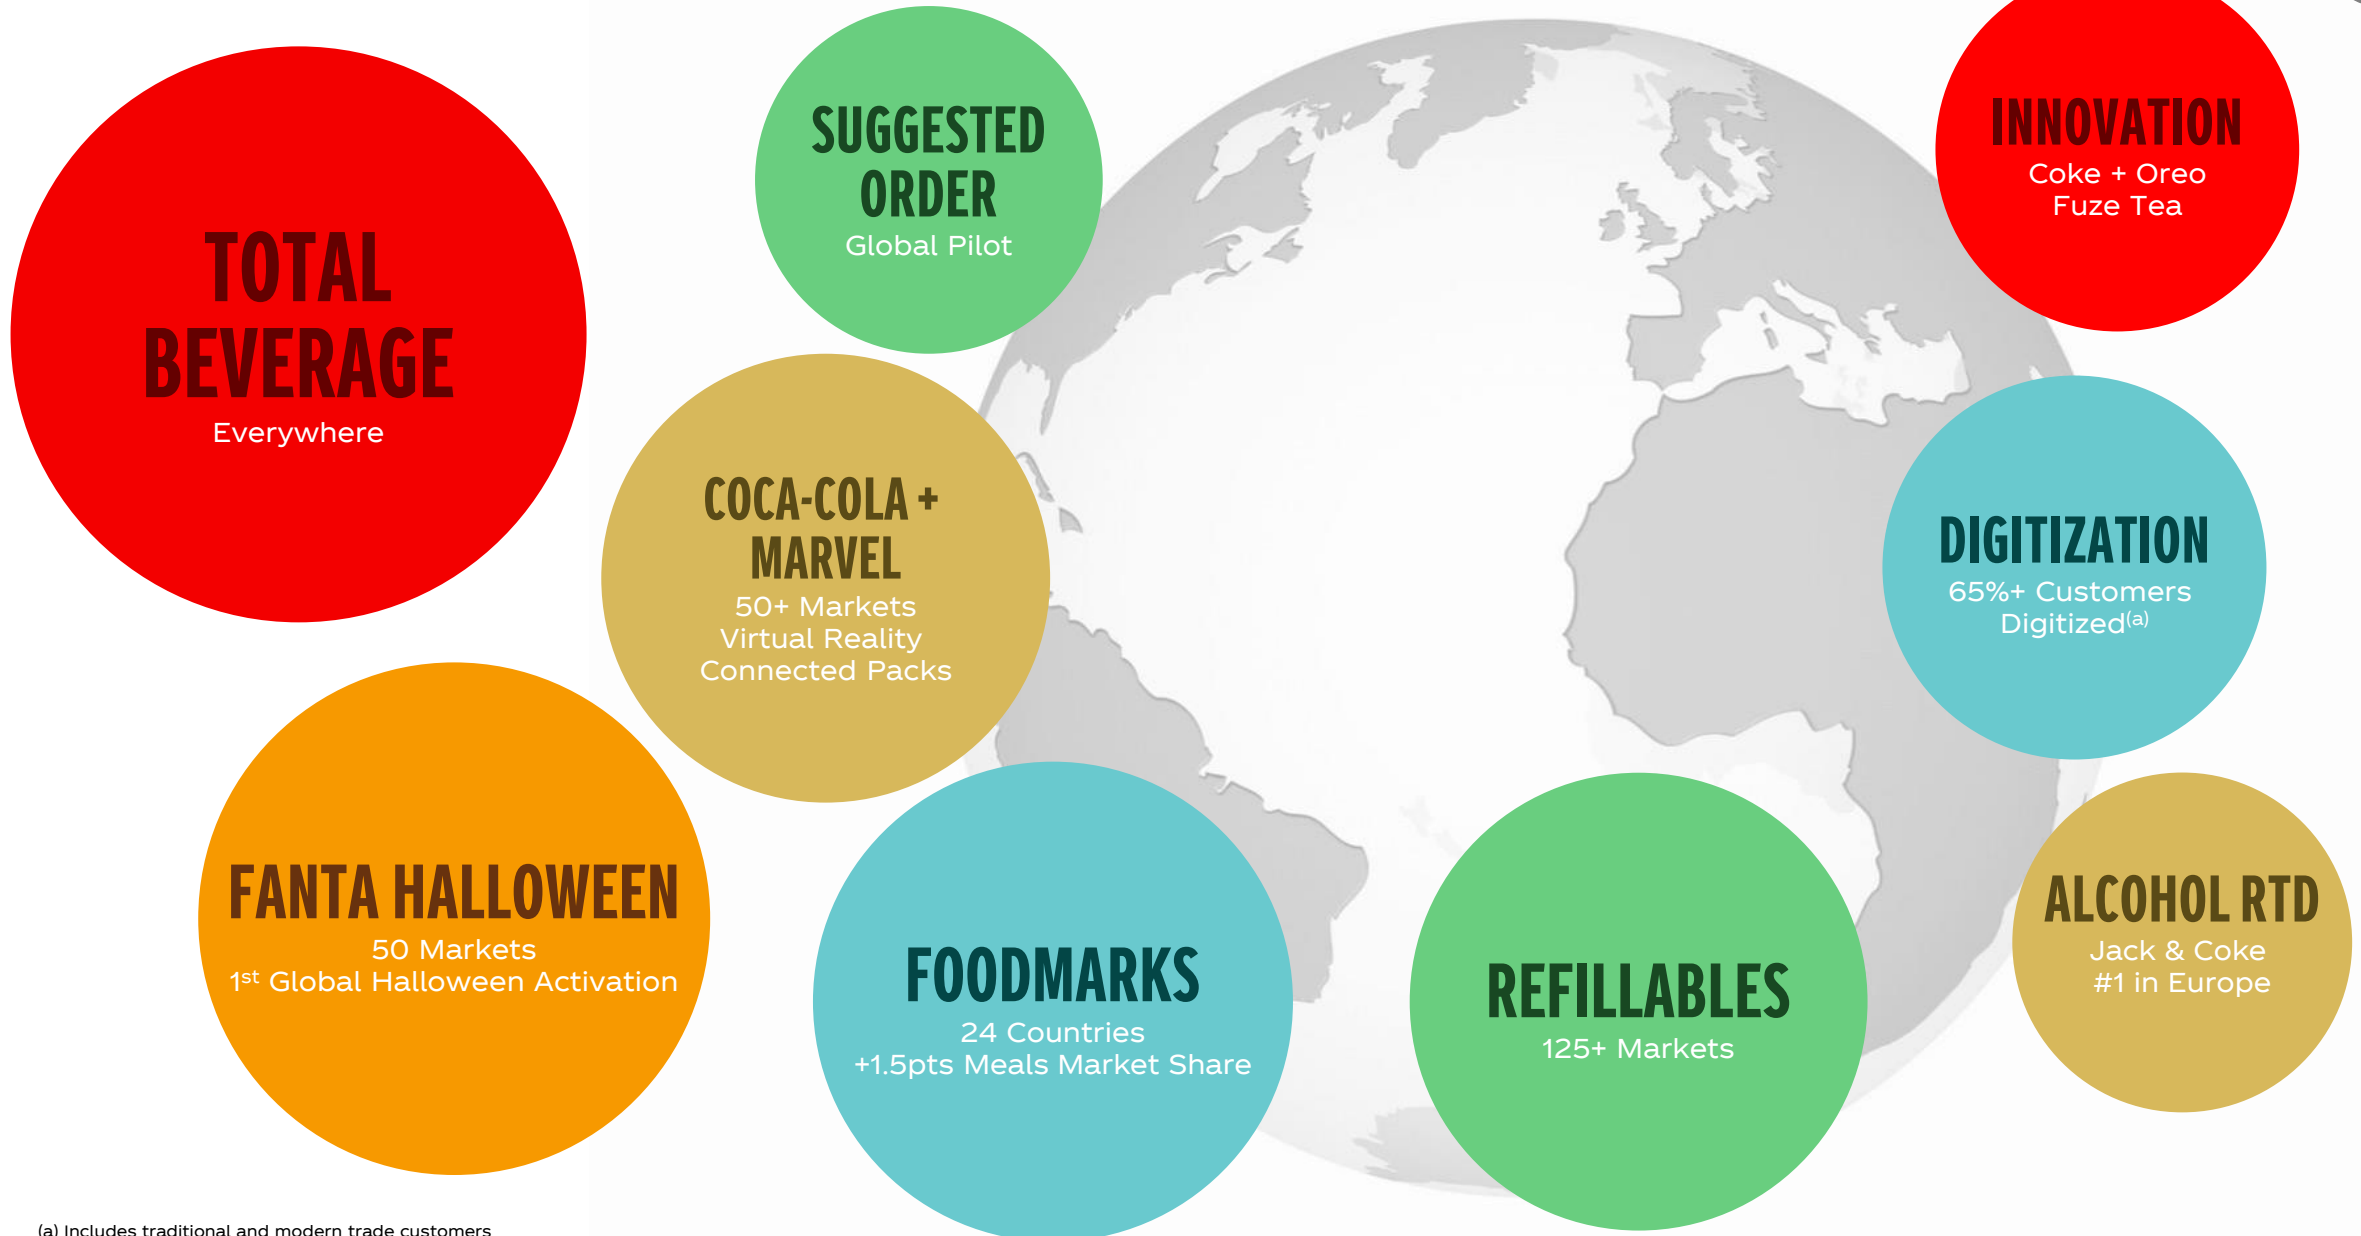 TOTAL
BEVERAGE
Everywhere
SUGGESTED
ORDER
Global Pilot
INNOVATION
Coke + Oreo
Fuze Tea
COCA-COLA +
MARVEL
50+ Markets
Virtual Reality
Connected Packs
DIGITIZATION
65%+ Customers
Digitized(a)
FANTA HALLOWEEN
50 Markets
1st Global Halloween Activation
FOODMARKS
24 Countries
+1.5pts Meals Market Share
REFILLABLES
125+ Markets
ALCOHOL RTD
Jack & Coke
#1 in Europe
(a) Includes traditional and modern trade customers